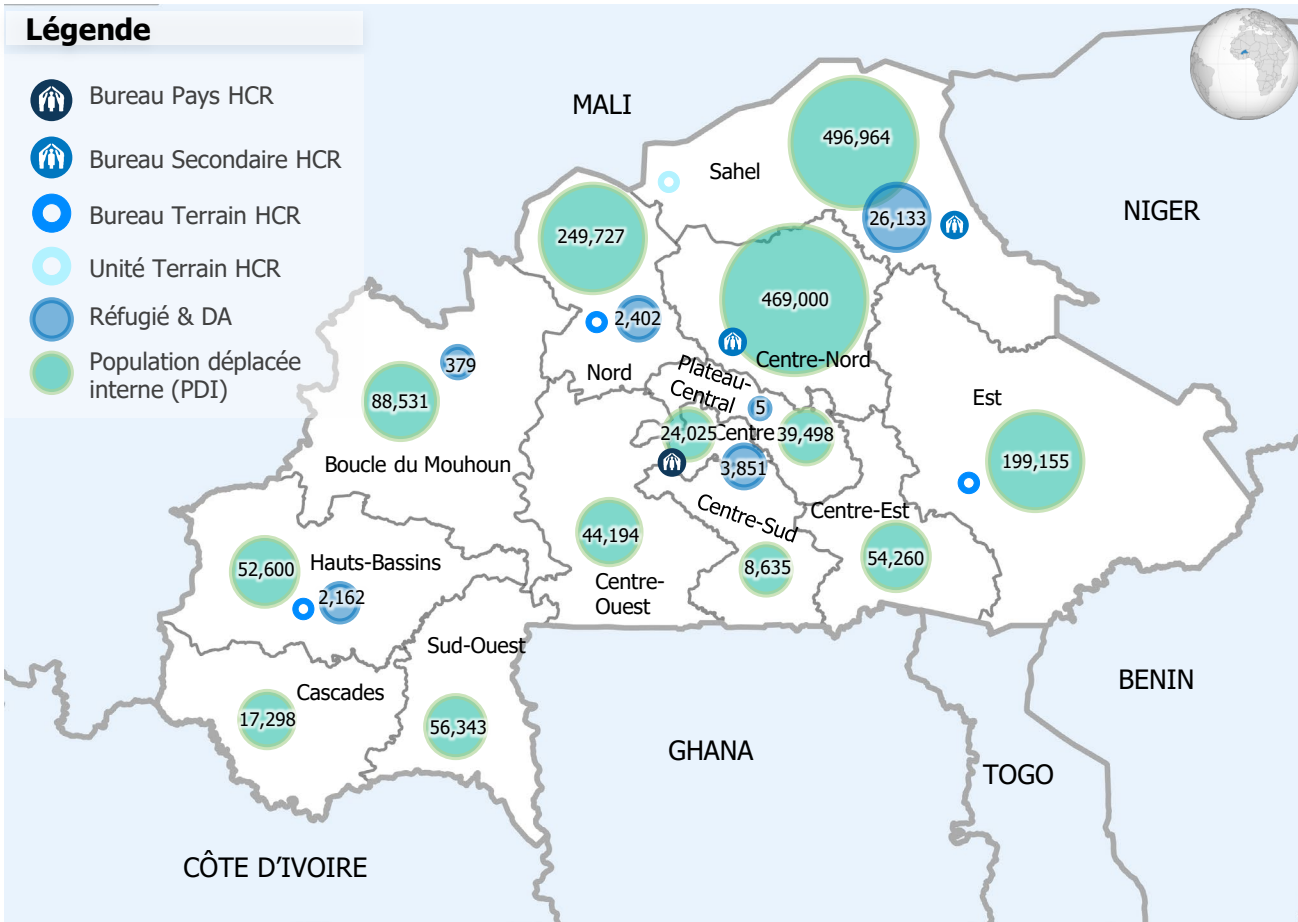 Légende
Bureau Pays HCR
Bureau Secondaire HCR
Bureau Terrain HCR
Unité Terrain HCR
Réfugié & DA
Population déplacée
interne (PDI)
MALI
NIGER
BENIN
TOGO
GHANA
CÔTE D'IVOIRE
Sahel
496,964
26,133
249,727
2,402
Nord
469,000
Centre-Nord
Plateau-
Central
5
39,498
379
88,531
Boucle du Mouhoun
24,025
Centre
3,851
Est
199,155
Centre-Sud
8,635
Centre-Est
54,260
44,194
Centre-
Ouest
52,600
Hauts-Bassins
2,162
Sud-Ouest
56,343
Cascades
17,298